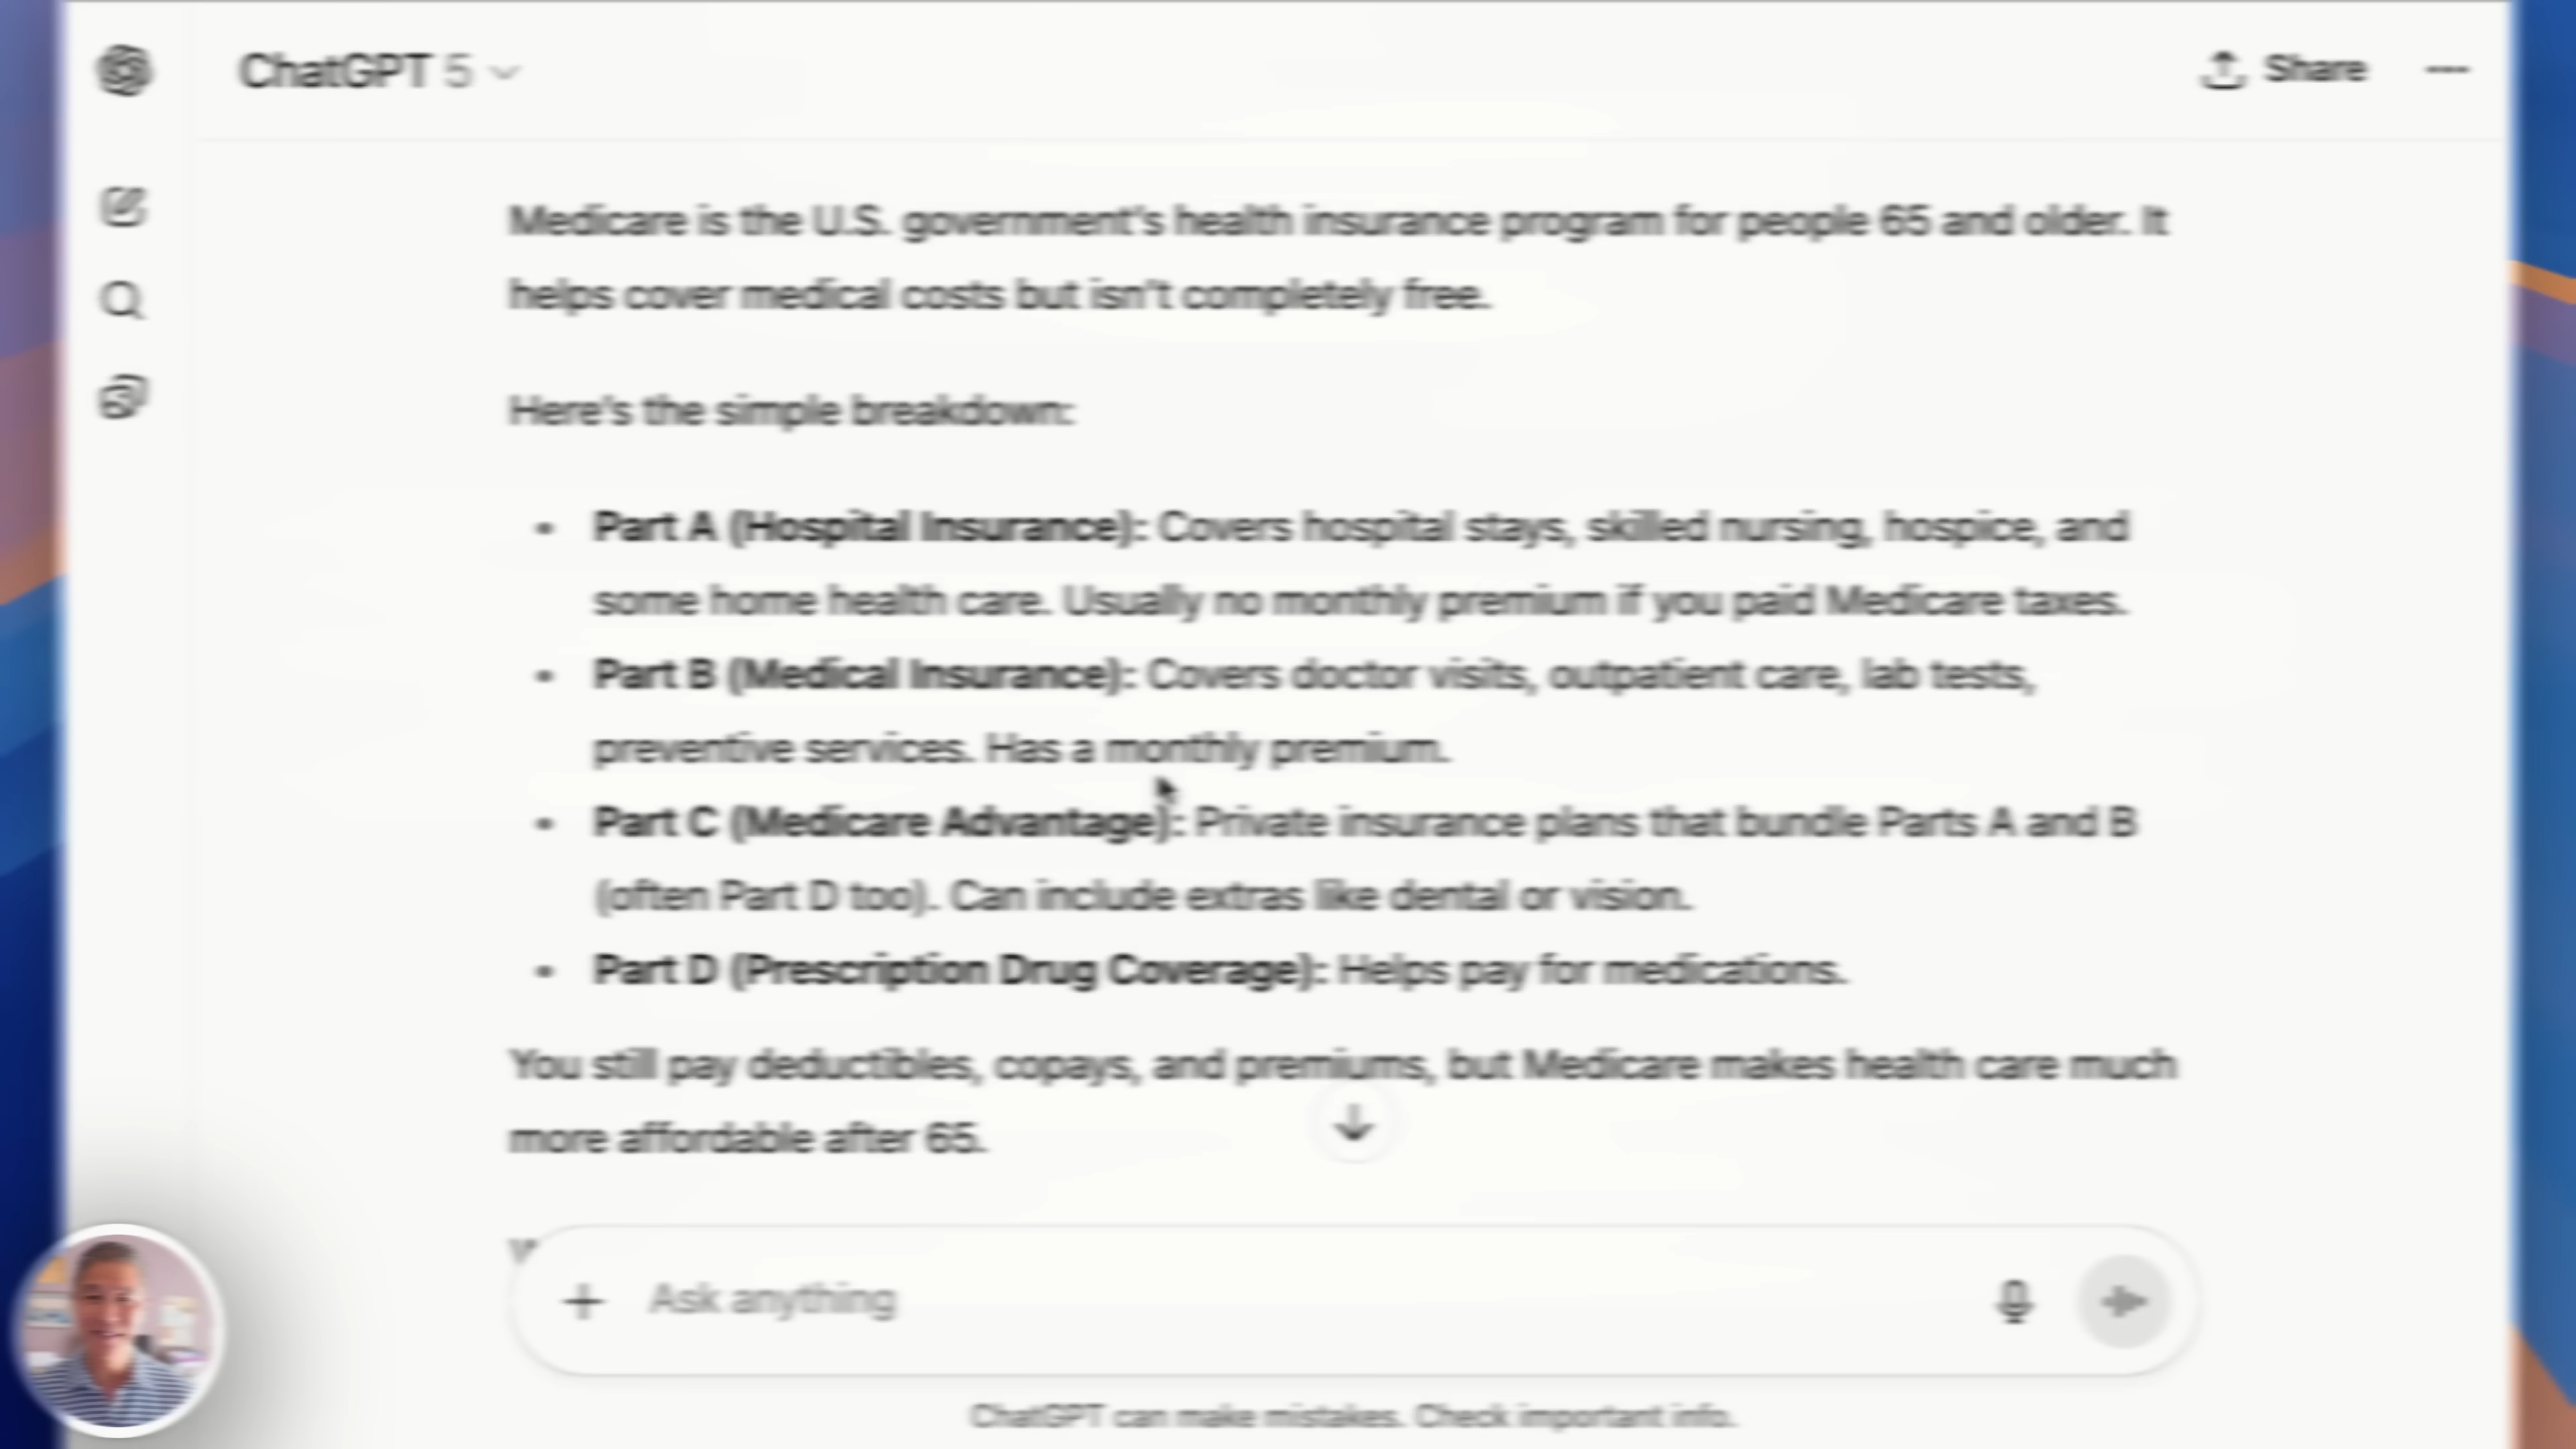 ChatGPT 5
Share
Medicare is the U.S. government's health insurance program for people 65 and older. It
helps cover medical costs but isn't completely free.
Here's the simple breakdown:
• Part A (Hospital Insurance): Covers hospital stays, skilled nursing, hospice, and
some home health care. Usually no monthly premium if you paid Medicare taxes.
• Part B (Medical Insurance): Covers doctor visits, outpatient care, lab tests,
preventive services. Has a monthly premium.
• Part C (Medicare Advantage): Private insurance plans that bundle Parts A and B
(often Part D too). Can include extras like dental or vision.
• Part D (Prescription Drug Coverage): Helps pay for medications.
You still pay deductibles, copays, and premiums, but Medicare makes health care much
more affordable after 65.
Ask anything
ChatGPT can make mistakes. Check important info.